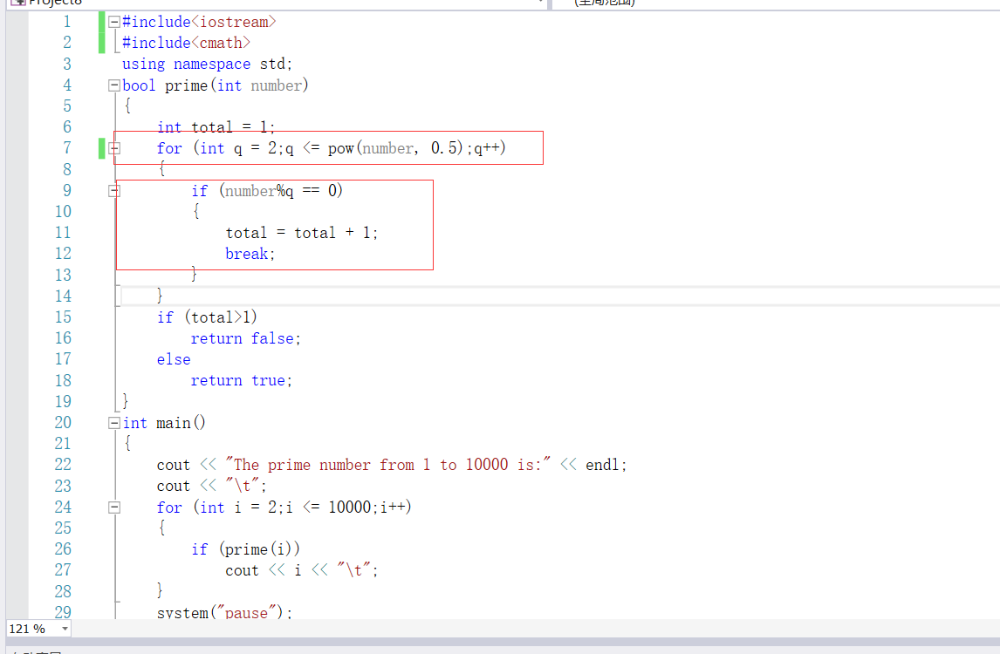 Project8 (全局范围)
1 #include<iostream>
2 #include<cmath>
3 using namespace std;
4 bool prime(int number)
5 {
6 int total = 1;
7 for (int q = 2;q <= pow(number, 0.5);q++)
8 {
9 if (number%q == 0)
10 {
11 total = total + 1;
12 break;
13 }
14 }
15 if (total>1)
16 return false;
17 else
18 return true;
19 }
20 int main()
21 {
22 cout << "The prime number from 1 to 10000 is:" << endl;
23 cout << "\t";
24 for (int i = 2;i <= 10000;i++)
25 {
26 if (prime(i))
27 cout << i << "\t";
28 }
29 system("pause");
121 %